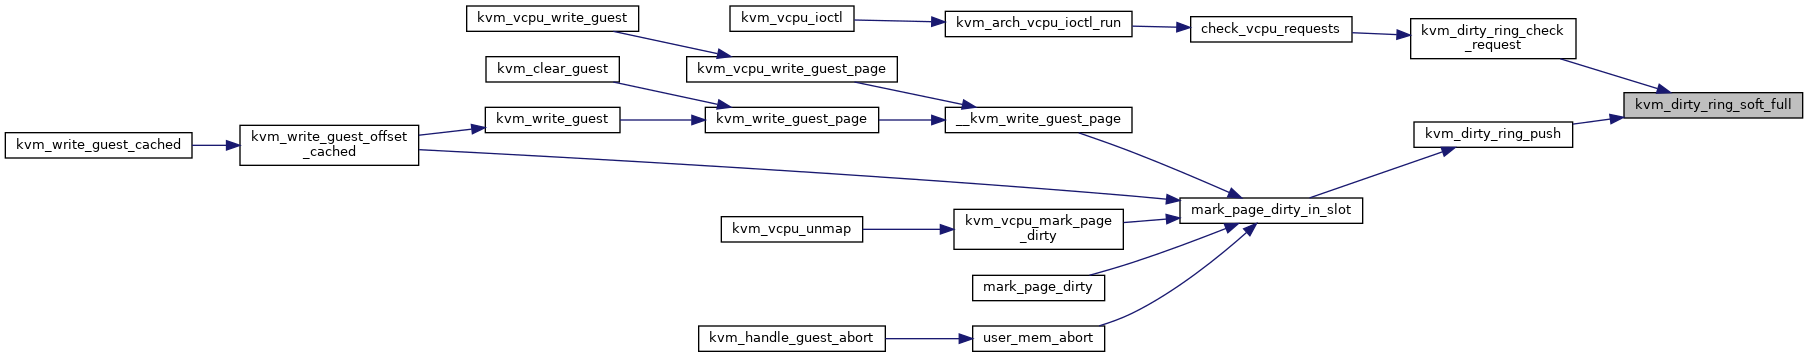 kvm_vcpu_write_guest
kvm_vcpu_ioctl
kvm_arch_vcpu_ioctl_run
check_vcpu_requests
kvm_dirty_ring_check
_request
kvm_clear_guest
kvm_vcpu_write_guest_page
kvm_dirty_ring_soft_full
kvm_write_guest
kvm_write_guest_page
__kvm_write_guest_page
kvm_dirty_ring_push
kvm_write_guest_cached
kvm_write_guest_offset
_cached
mark_page_dirty_in_slot
kvm_vcpu_unmap
kvm_vcpu_mark_page
_dirty
mark_page_dirty
kvm_handle_guest_abort
user_mem_abort